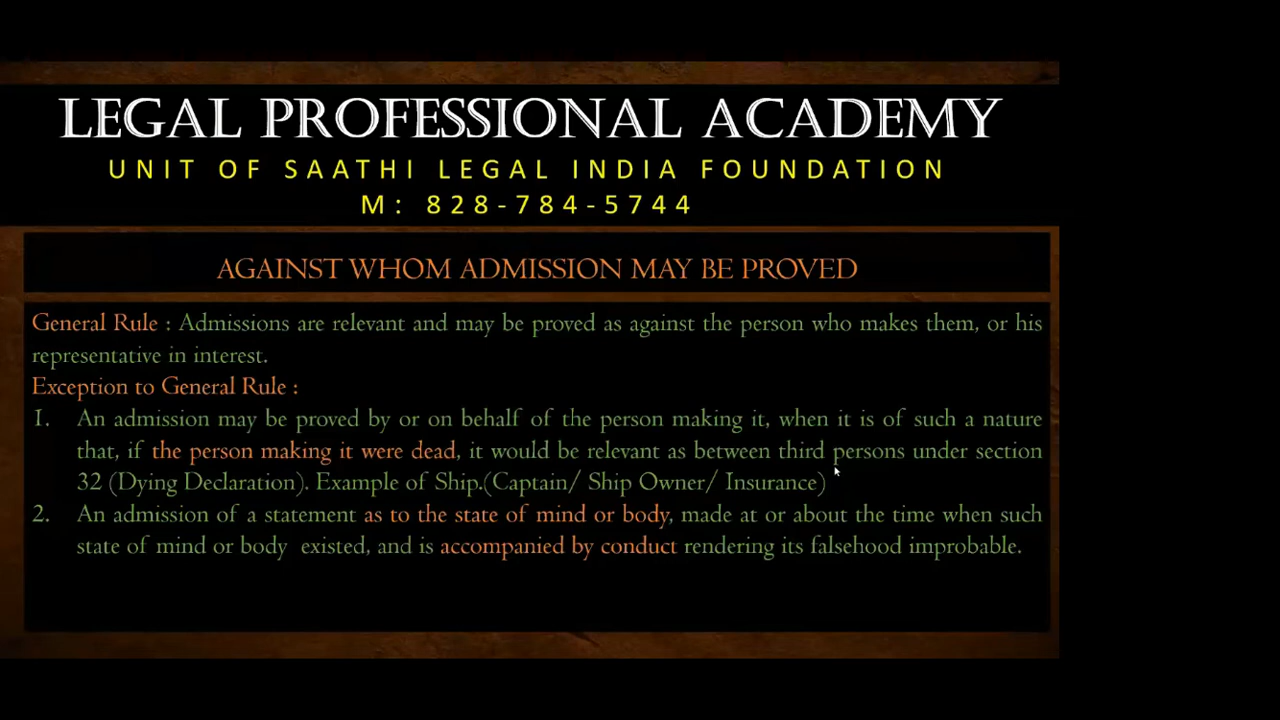 LEGAL PROFESSIONAL ACADEMY
UNIT OF SAATHI LEGAL INDIA FOUNDATION
M: 828-784-5744
AGAINST WHOM ADMISSION MAY BE PROVED
General Rule : Admissions are relevant and may be proved as against the person who makes them, or his
representative in interest.
Exception to General Rule :
1. An admission may be proved by or on behalf of the person making it, when it is of such a nature
that, if the person making it were dead, it would be relevant as between third persons under section
32 (Dying Declaration). Example of Ship.(Captain/ Ship Owner/ Insurance)
2. An admission of a statement as to the state of mind or body, made at or about the time when such
state of mind or body existed, and is accompanied by conduct rendering its falsehood improbable.